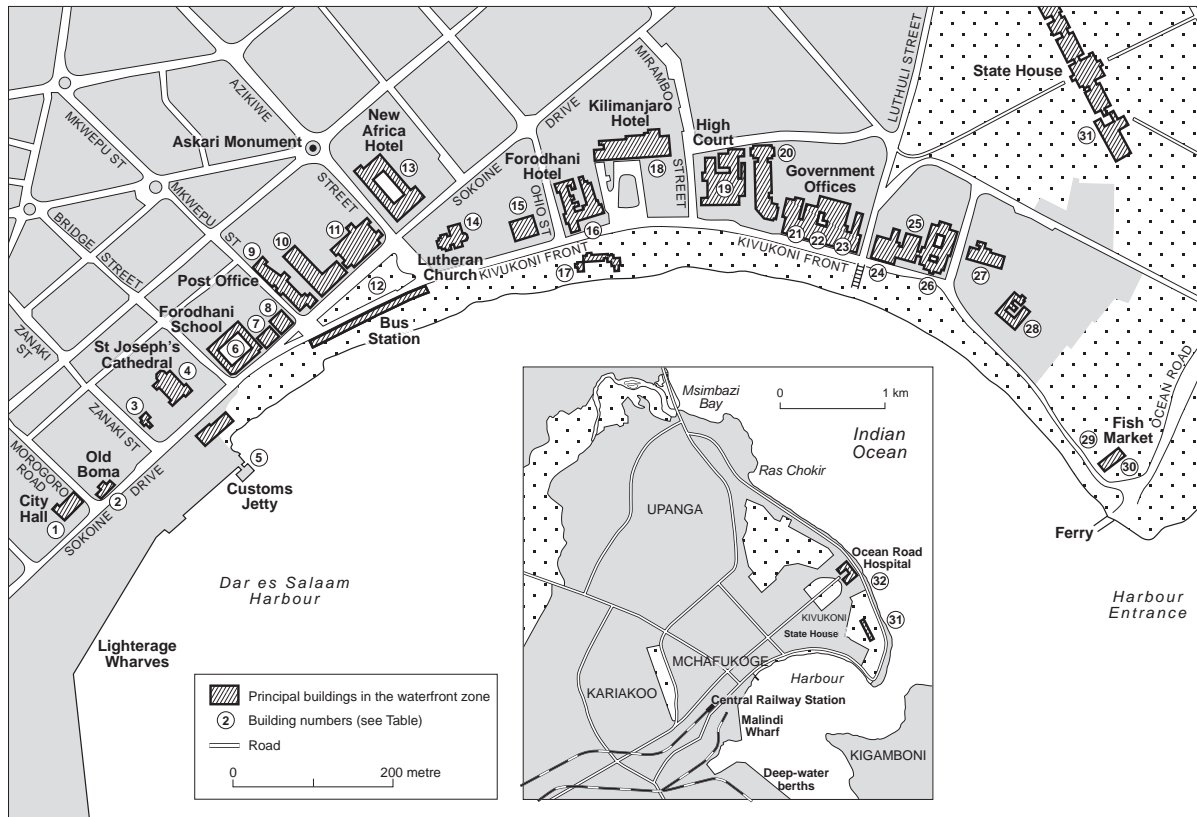 AZIKIWE
STREET
MKWEPU ST
Askari Monument
New
Africa
Hotel
13
SOKOINE
DRIVE
MIRAMBO
STREET
LUTHULI STREET
State House
31
Kilimanjaro
Hotel
18
High
Court
19
20
Government
Offices
21
22
23
24
25
26
27
28
Forodhani
Hotel
16
OHIO ST
15
14
Lutheran
Church
KIVUKONI FRONT
17
KIVUKONI FRONT
BRIDGE
STREET
MKWEPU
ST
9
10
11
12
Post Office
Forodhani
School
6
7
8
Bus
Station
St Joseph's
Cathedral
4
3
ZANAKI
ST
ZANAKI ST
MOROGORO
ROAD
Old
Boma
2
City
Hall
1
SOKOINE
DRIVE
5
Customs
Jetty
OCEAN ROAD
Fish
Market
29
30
Ferry
Harbour
Entrance
Dar es Salaam
Harbour
Lighterage
Wharves
Principal buildings in the waterfront zone
2 Building numbers (see Table)
Road
0 200 metre
Msimbazi
Bay
0 1 km
Indian
Ocean
Ras Chokir
UPANGA
Ocean Road
Hospital
32
KIVUKONI
State House
31
MCHAFUKOGE
Harbour
KARIAKOO
Central Railway Station
Malindi
Wharf
KIGAMBONI
Deep-water
berths